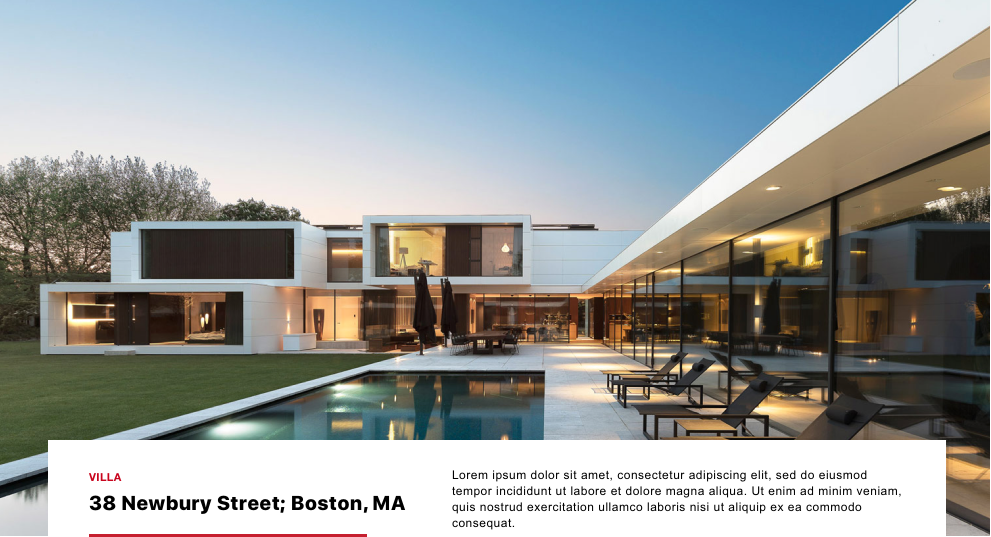 VILLA
38 Newbury Street; Boston, MA
Lorem ipsum dolor sit amet, consectetur adipiscing elit, sed do eiusmod
tempor incididunt ut labore et dolore magna aliqua. Ut enim ad minim veniam,
quis nostrud exercitation ullamco laboris nisi ut aliquip ex ea commodo
consequat.